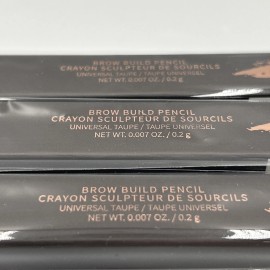 BROW BUILD PENCIL
CRAYON SCULPTEUR DE SOURCILS
UNIVERSAL TAUPE / TAUPE UNIVERSEL
NET WT. 0.007 OZ. / 0.2 g
BROW BUILD PENCIL
CRAYON SCULPTEUR DE SOURCILS
UNIVERSAL TAUPE / TAUPE UNIVERSEL
NET WT. 0.007 OZ. / 0.2 g
BROW BUILD PENCIL
CRAYON SCULPTEUR DE SOURCILS
UNIVERSAL TAUPE / TAUPE UNIVERSEL
NET WT. 0.007 OZ. / 0.2 g